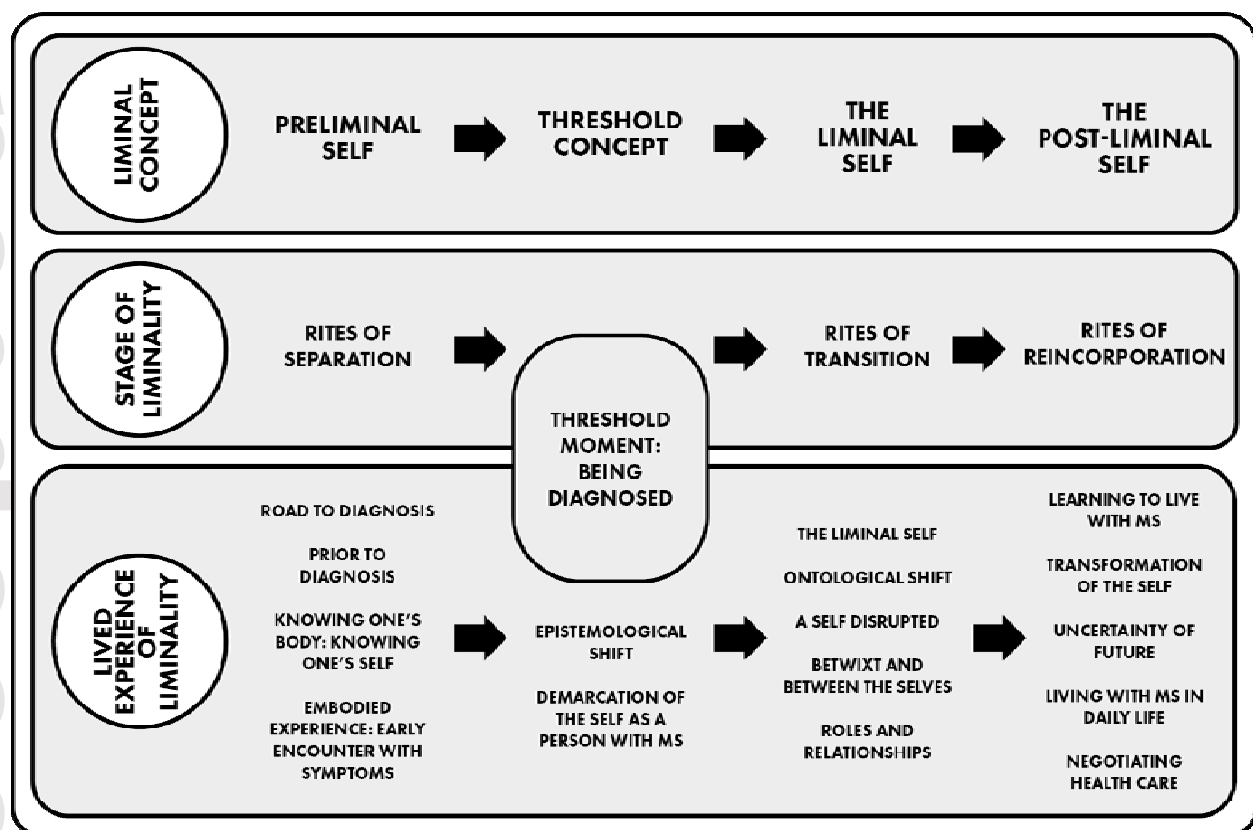 LIMINAL
CONCEPT
PRELIMINAL
SELF
THRESHOLD
CONCEPT
THE
LIMINAL
SELF
THE
POST-LIMINAL
SELF
STAGE OF
LIMINALITY
RITES OF
SEPARATION
RITES OF
TRANSITION
RITES OF
REINCORPORATION
THRESHOLD
MOMENT:
BEING
DIAGNOSED
LIVED
EXPERIENCE
OF
LIMINALITY
ROAD TO DIAGNOSIS
PRIOR TO
DIAGNOSIS
KNOWING ONE'S
BODY: KNOWING
ONE'S SELF
EMBODIED
EXPERIENCE: EARLY
ENCOUNTER WITH
SYMPTOMS
EPISTEMOLOGICAL
SHIFT
DEMARCATION OF
THE SELF AS A
PERSON WITH MS
THE LIMINAL SELF
ONTOLOGICAL SHIFT
A SELF DISRUPTED
BETWIXT AND
BETWEEN THE SELVES
ROLES AND
RELATIONSHIPS
LEARNING TO LIVE
WITH MS
TRANSFORMATION
OF THE SELF
UNCERTAINTY OF
FUTURE
LIVING WITH MS IN
DAILY LIFE
NEGOTIATING
HEALTH CARE